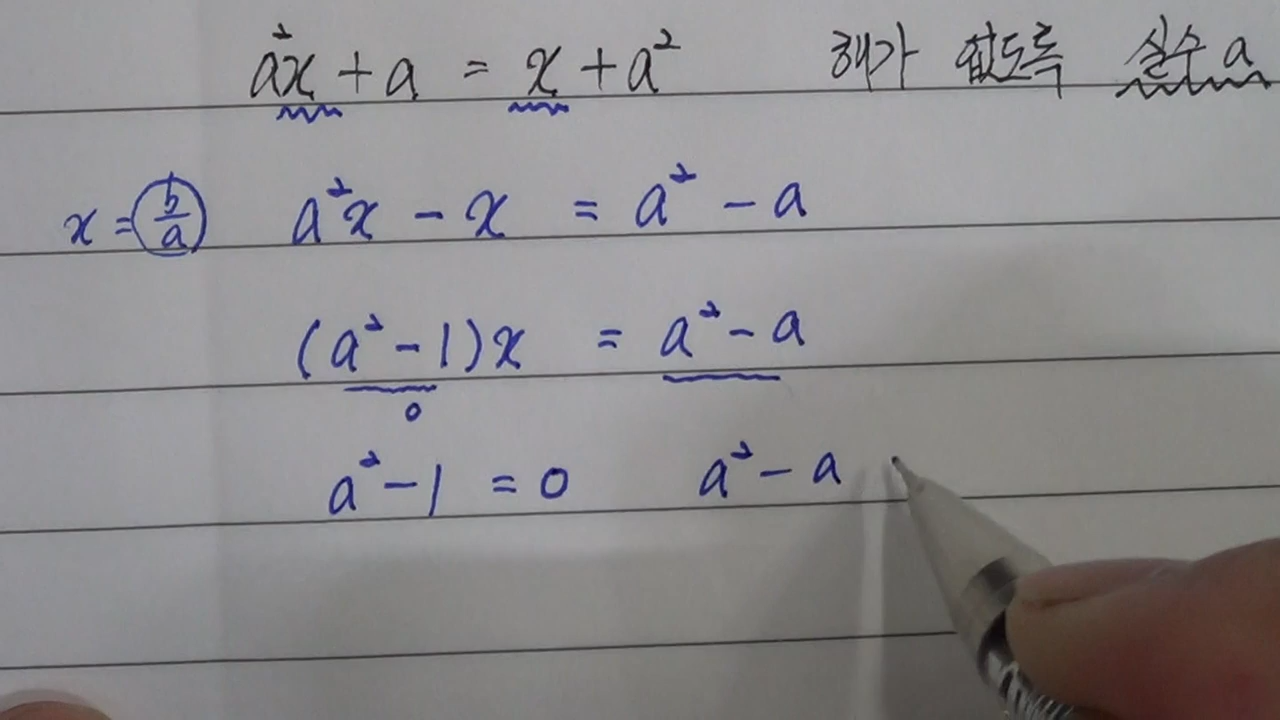 a²x + a = x + a² 해가 없도록 실수 a
x = b/a a²x - x = a² - a
(a² - 1)x = a² - a
0
a² - 1 = 0 a² - a